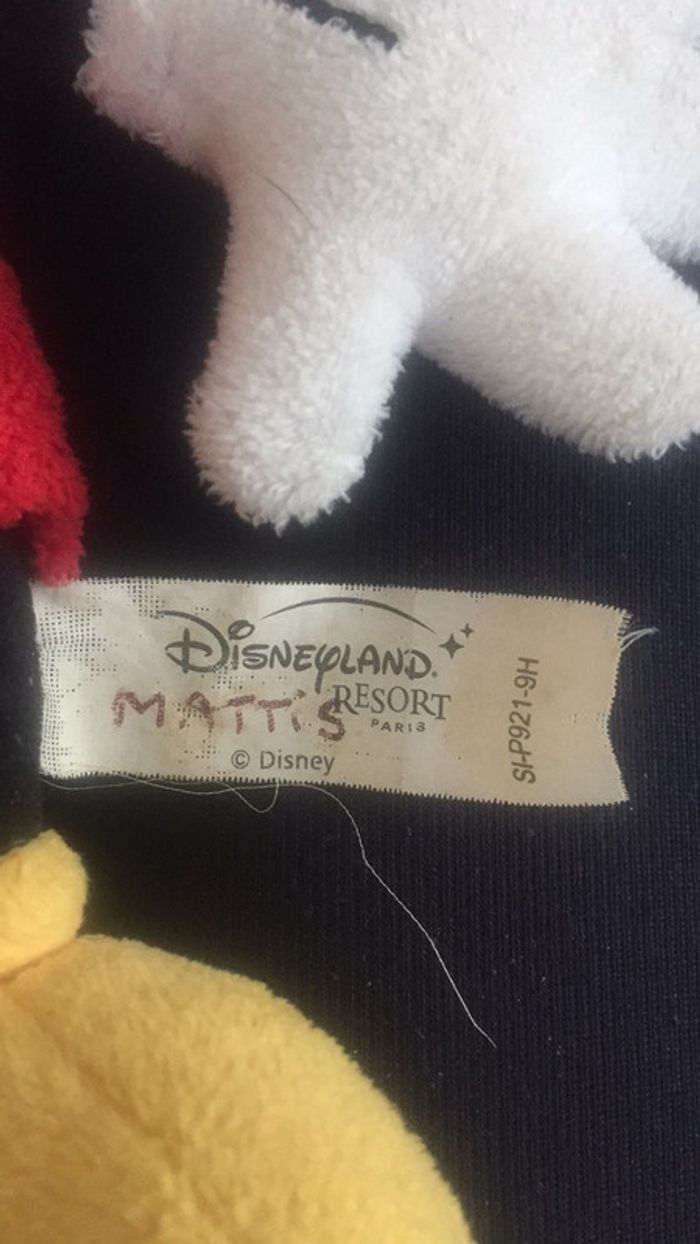 DISNEYLAND.
RESORT
PARIS
MATTIS
© Disney
SI-P921-9H